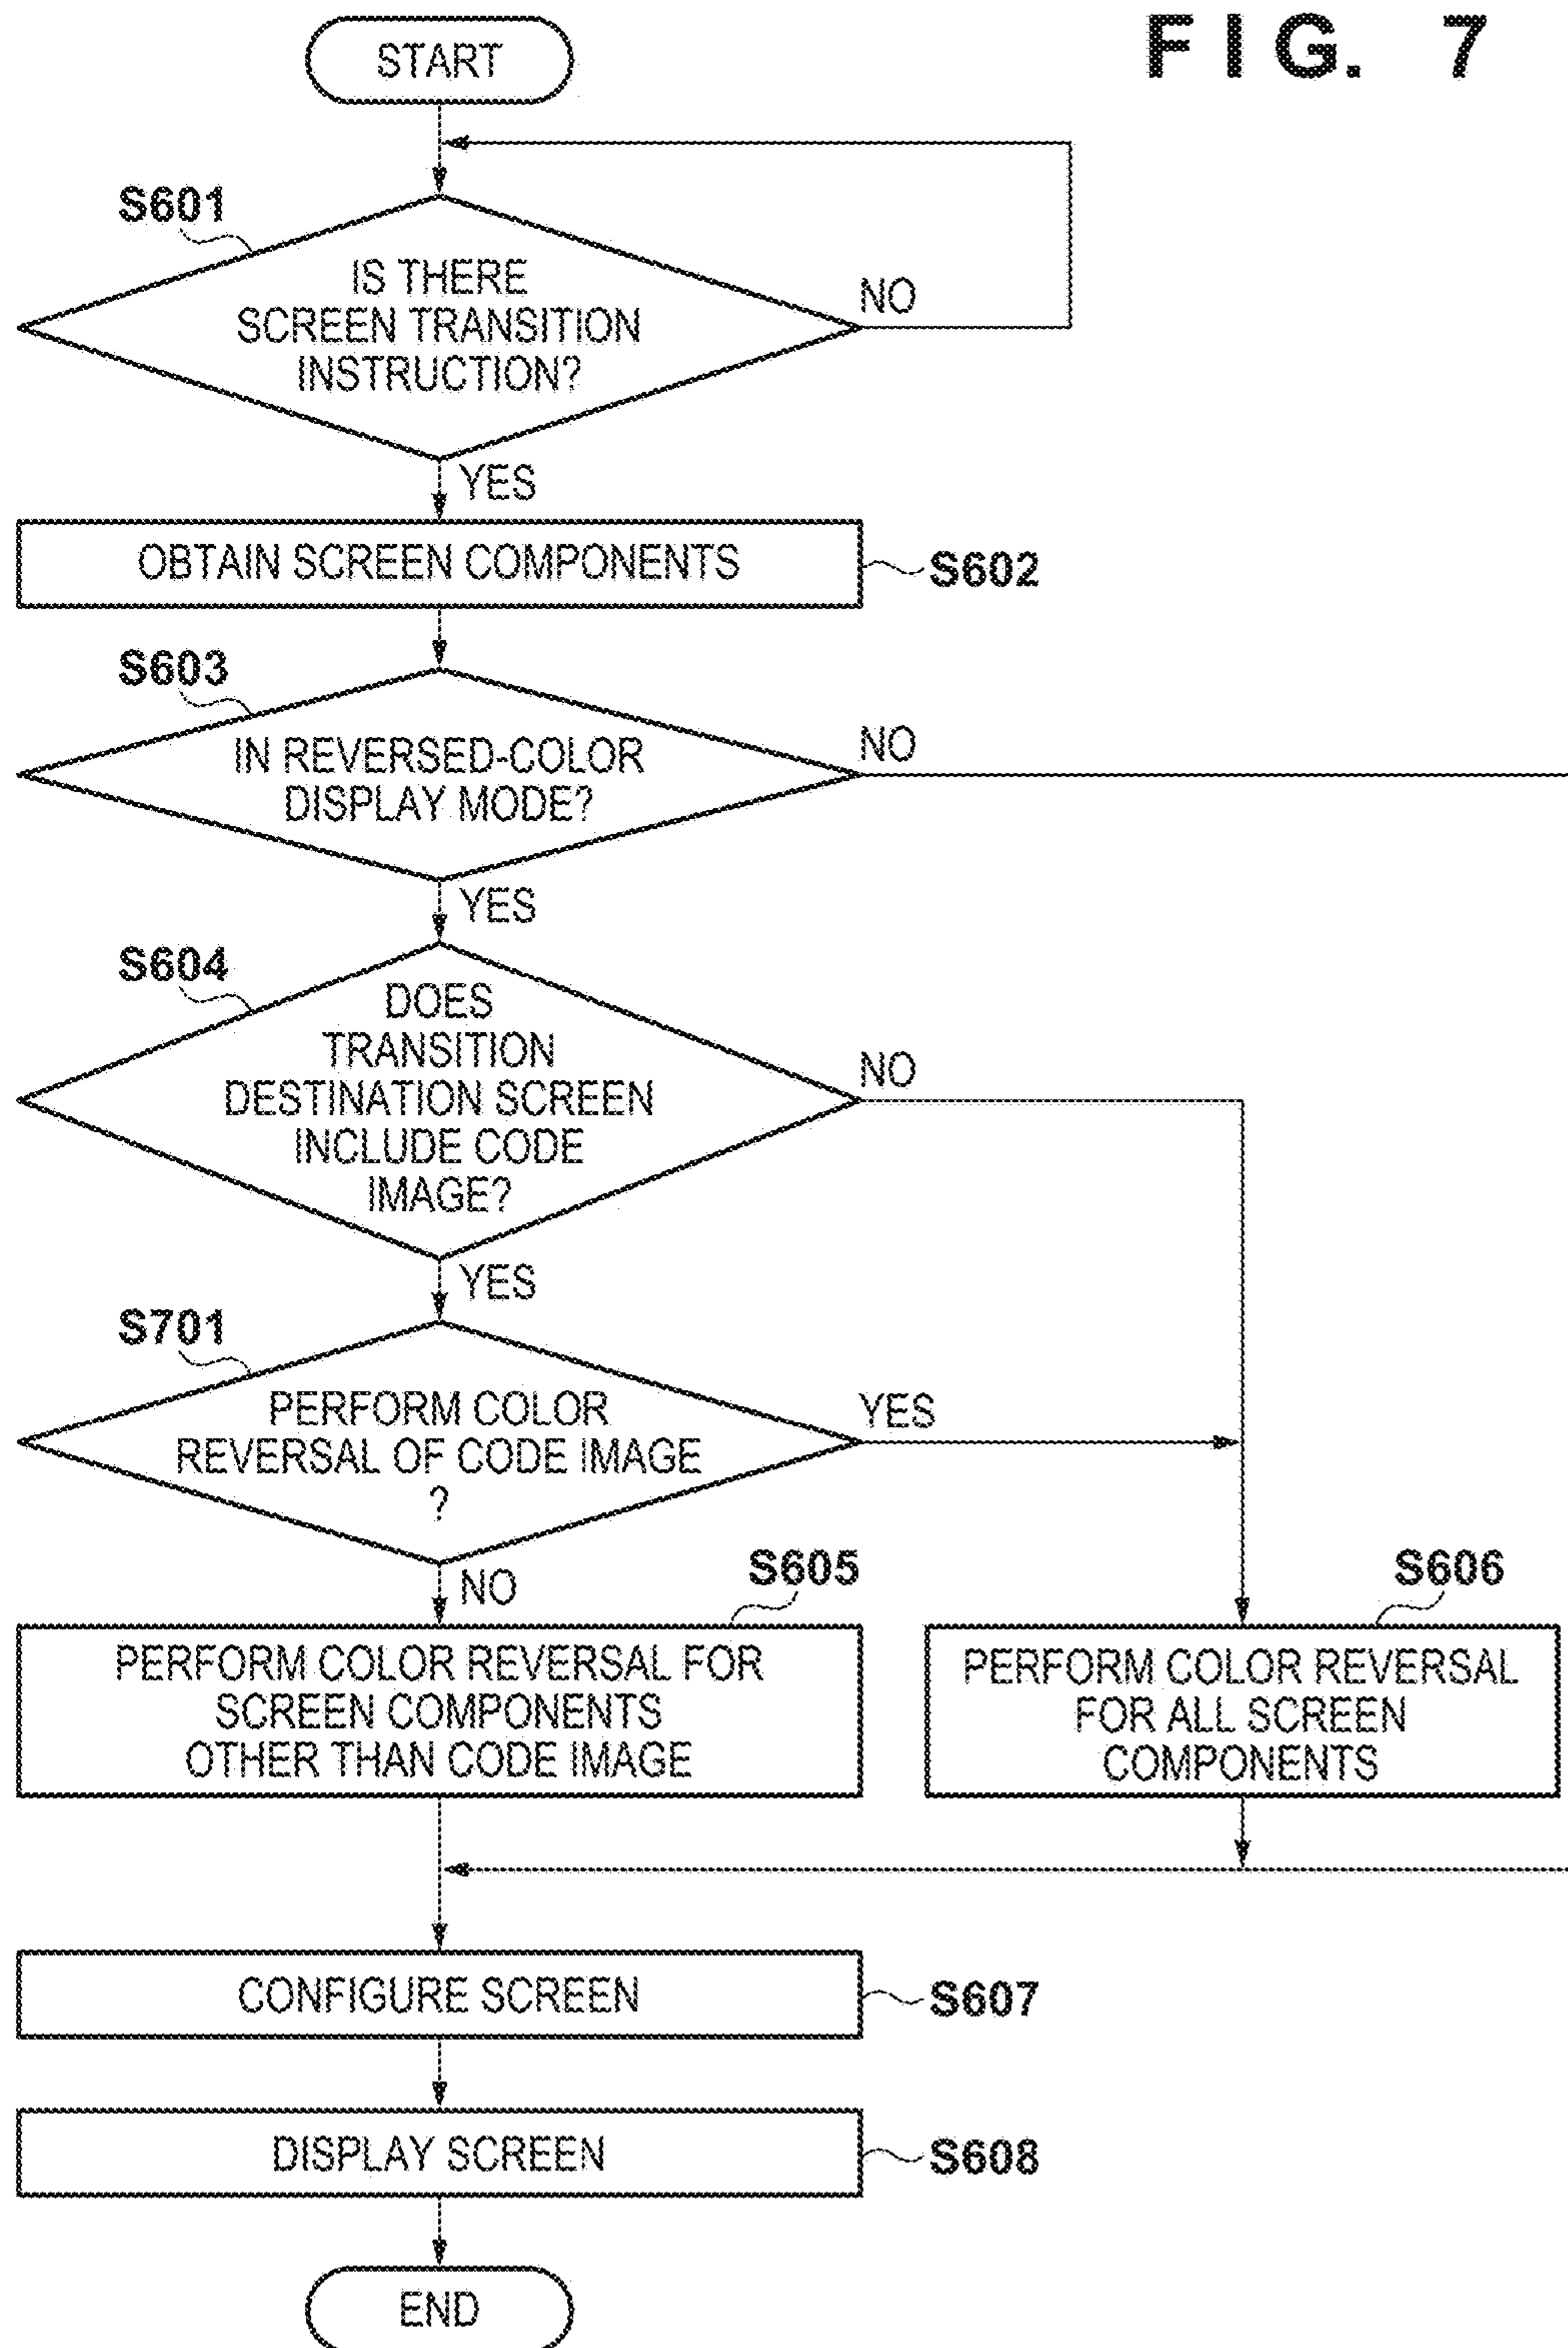 FIG. 7
START
S601
IS THERE
SCREEN TRANSITION
INSTRUCTION?
NO
YES
OBTAIN SCREEN COMPONENTS
S602
S603
IN REVERSED-COLOR
DISPLAY MODE?
NO
YES
S604
DOES
TRANSITION
DESTINATION SCREEN
INCLUDE CODE
IMAGE?
NO
YES
S701
PERFORM COLOR
REVERSAL OF CODE IMAGE
?
YES
NO
S605
PERFORM COLOR REVERSAL FOR
SCREEN COMPONENTS
OTHER THAN CODE IMAGE
S606
PERFORM COLOR REVERSAL
FOR ALL SCREEN
COMPONENTS
CONFIGURE SCREEN
S607
DISPLAY SCREEN
S608
END